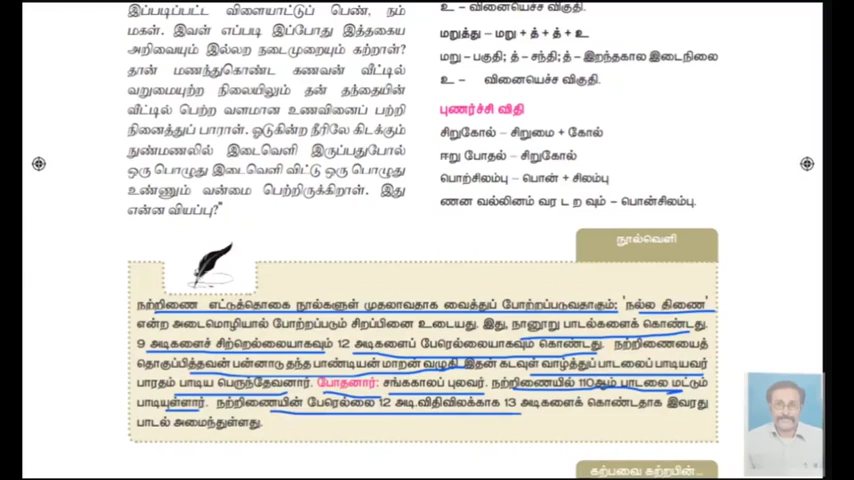 இப்படிப்பட்ட விளையாட்டுப் பெண், நம்
மகள். இவள் எப்படி இப்போது இத்தகைய
அறிவையும் இல்லற நடைமுறையும் கற்றாள்?
தான் மணந்துகொண்ட கணவன் வீட்டில்
வறுமையுற்ற நிலையிலும் தன் தந்தையின்
வீட்டில் பெற்ற வளமான உணவினைப் பற்றி
நினைத்துப் பாராள். ஓடுகின்ற நீரிலே கிடக்கும்
நுண்மணலில் இடைவெளி இருப்பதுபோல்
ஒரு பொழுது இடைவெளி விட்டு ஒரு பொழுது
உண்ணும் வன்மை பெற்றிருக்கிறாள். இது
என்ன வியப்பு?"
உ – வினையெச்ச விகுதி.
மறுத்து – மறு + த் + த் + உ
மறு – பகுதி; த் – சந்தி; த் – இறந்தகால இடைநிலை
உ – வினையெச்ச விகுதி.
புணர்ச்சி விதி
சிறுகோல் – சிறுமை + கோல்
ஈறு போதல் – சிறுகோல்
பொற்சிலம்பு – பொன் + சிலம்பு
ணன வல்லினம் வர ட ற வும் – பொன்சிலம்பு.
நூல்வெளி
நற்றிணை எட்டுத்தொகை நூல்களுள் முதலாவதாக வைத்துப் போற்றப்படுவதாகும்; 'நல்ல திணை'
என்ற அடைமொழியால் போற்றப்படும் சிறப்பினை உடையது. இது, நானூறு பாடல்களைக் கொண்டது.
9 அடிகளைச் சிற்றெல்லையாகவும் 12 அடிகளைப் பேரெல்லையாகவும் கொண்டது. நற்றிணையைத்
தொகுப்பித்தவன் பன்னாடு தந்த பாண்டியன் மாறன் வழுதி. இதன் கடவுள் வாழ்த்துப் பாடலைப் பாடியவர்
பாரதம் பாடிய பெருந்தேவனார். போதனார்: சங்ககாலப் புலவர். நற்றிணையில் 110ஆம் பாடலை மட்டும்
பாடியுள்ளார். நற்றிணையின் பேரெல்லை 12 அடி.விதிவிலக்காக 13 அடிகளைக் கொண்டதாக இவரது
பாடல் அமைந்துள்ளது.
கற்பவை கற்றபின்...